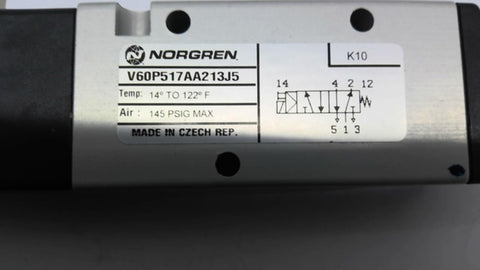 NORGREN
V60P517AA213J5
Temp: 14° TO 122° F
Air: 145 PSIG MAX
MADE IN CZECH REP.
K10
14 4 2 12
5 1 3